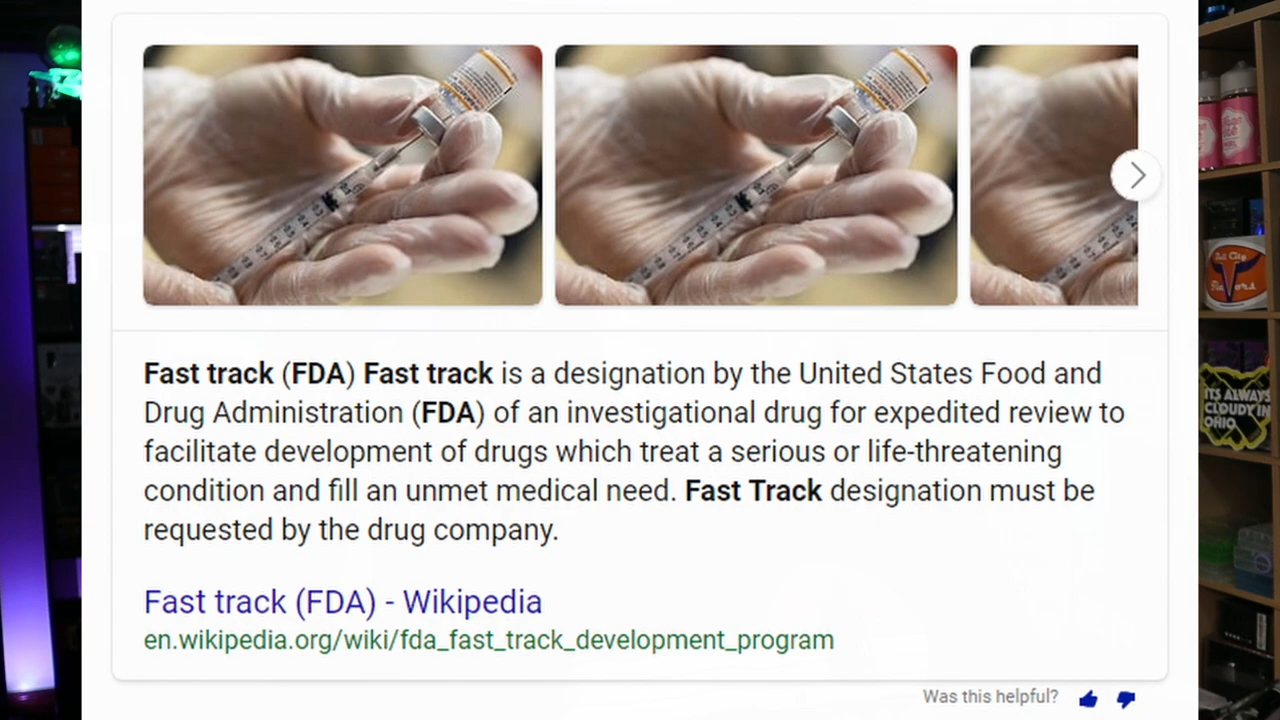 Fast track (FDA) Fast track is a designation by the United States Food and
Drug Administration (FDA) of an investigational drug for expedited review to
facilitate development of drugs which treat a serious or life-threatening
condition and fill an unmet medical need. Fast Track designation must be
requested by the drug company.
Fast track (FDA) - Wikipedia
en.wikipedia.org/wiki/fda_fast_track_development_program
Was this helpful?
ITS ALWAYS
CLOUDY IN
OHIO